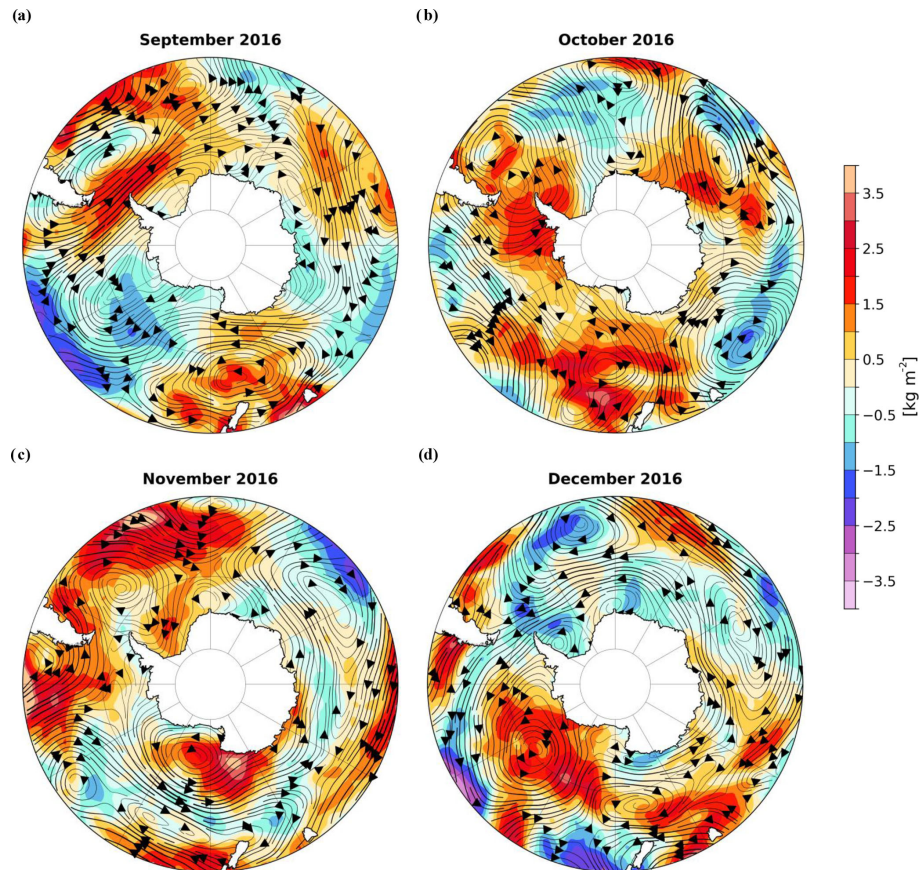 (a)
(b)
September 2016
October 2016
(c)
(d)
November 2016
December 2016
3.5
2.5
1.5
0.5
−0.5
−1.5
−2.5
−3.5
[kg m⁻²]